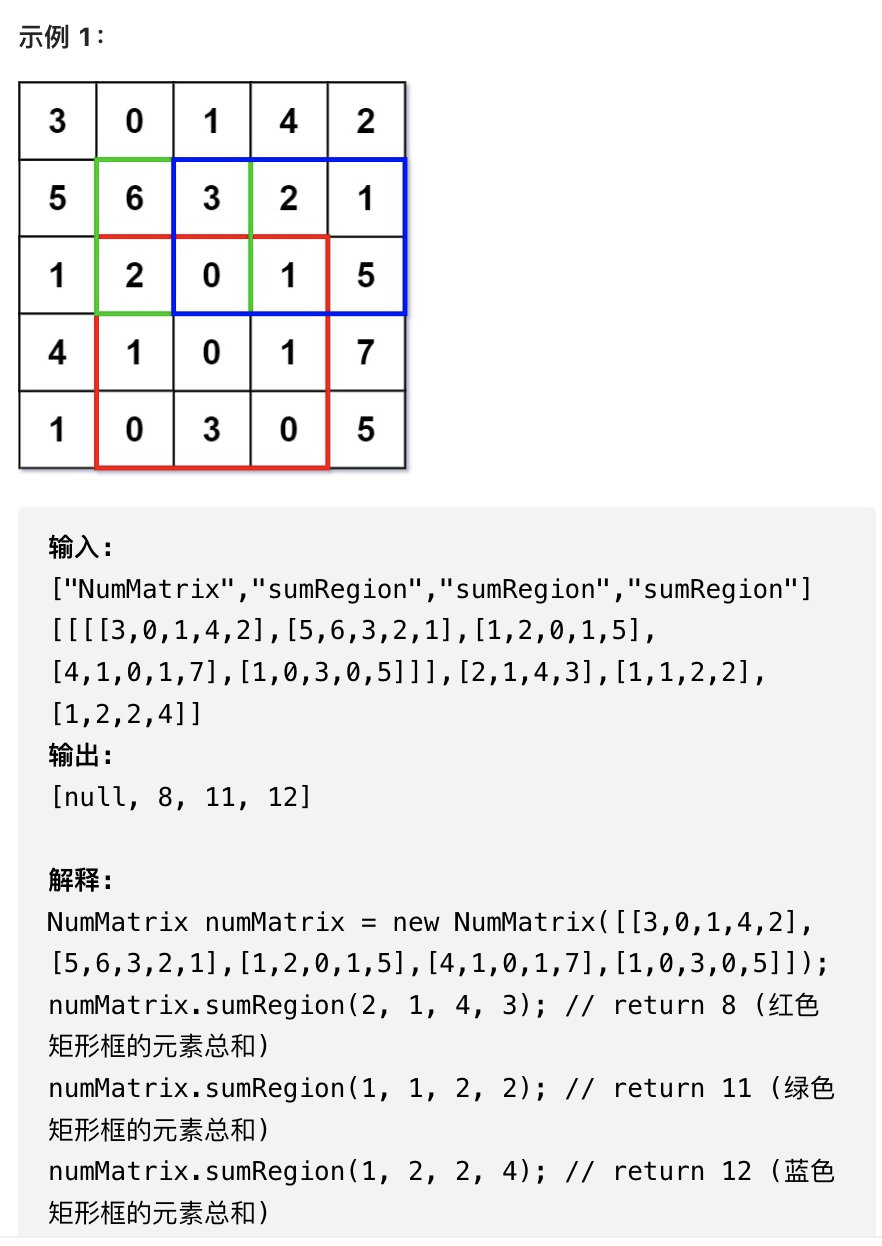 示例 1：
3 0 1 4 2
5 6 3 2 1
1 2 0 1 5
4 1 0 1 7
1 0 3 0 5
输入:
["NumMatrix","sumRegion","sumRegion","sumRegion"]
[[[[3,0,1,4,2],[5,6,3,2,1],[1,2,0,1,5],
[4,1,0,1,7],[1,0,3,0,5]]],[2,1,4,3],[1,1,2,2],
[1,2,2,4]]
输出:
[null, 8, 11, 12]
解释:
NumMatrix numMatrix = new NumMatrix([[3,0,1,4,2],
[5,6,3,2,1],[1,2,0,1,5],[4,1,0,1,7],[1,0,3,0,5]]);
numMatrix.sumRegion(2, 1, 4, 3); // return 8 (红色
矩形框的元素总和)
numMatrix.sumRegion(1, 1, 2, 2); // return 11 (绿色
矩形框的元素总和)
numMatrix.sumRegion(1, 2, 2, 4); // return 12 (蓝色
矩形框的元素总和)